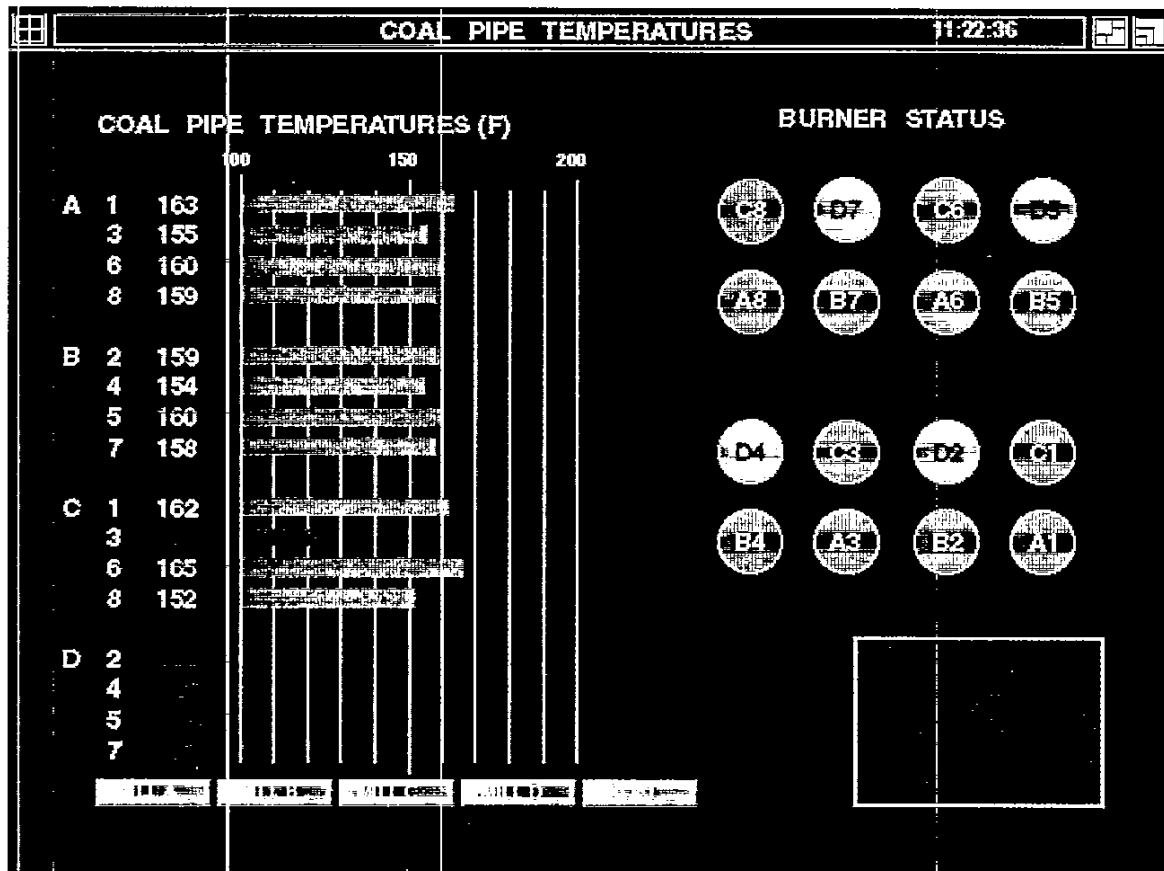 COAL PIPE TEMPERATURES 11:22:36
COAL PIPE TEMPERATURES (F)
100 150 200
A 1 163
3 155
6 160
8 159
B 2 159
4 154
5 160
7 158
C 1 162
3
6 165
8 152
D 2
4
5
7
BURNER STATUS
C8 D7 C6 D5
A8 B7 A6 B5
D4 C3 D2 C1
B4 A3 B2 A1